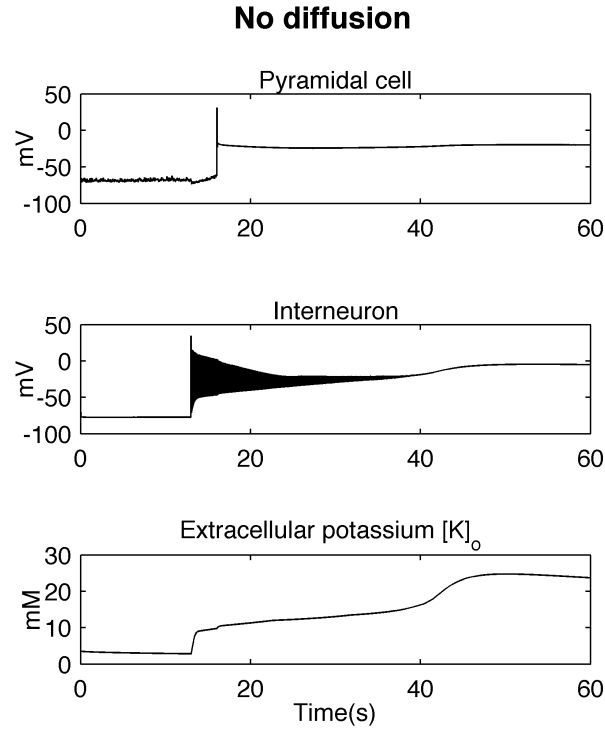 No diffusion
Pyramidal cell
50
0
-50
-100
mV
0 20 40 60
Interneuron
50
0
-50
-100
mV
0 20 40 60
Extracellular potassium [K]o
30
20
10
0
mM
0 20 40 60
Time(s)